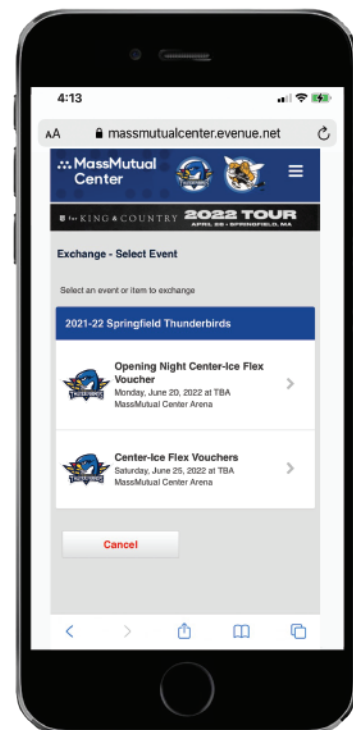 4:13
AA massmutualcenter.evenue.net
MassMutual
Center
THUNDERBIRDS
for KING & COUNTRY 2022 TOUR
APRIL 28 • SPRINGFIELD, MA
Exchange - Select Event
Select an event or item to exchange
2021-22 Springfield Thunderbirds
Opening Night Center-Ice Flex
Voucher
Monday, June 20, 2022 at TBA
MassMutual Center Arena
THUNDERBIRDS
Center-Ice Flex Vouchers
Saturday, June 25, 2022 at TBA
MassMutual Center Arena
THUNDERBIRDS
Cancel